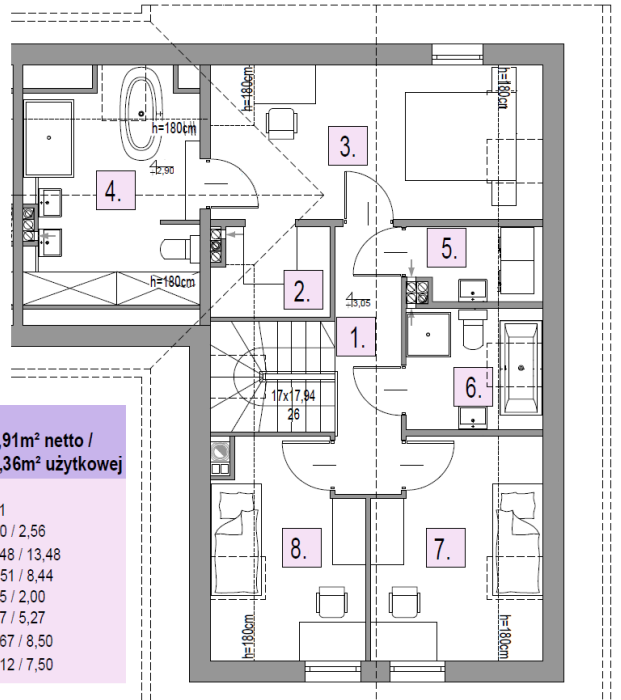 h=180cm
h=180cm
h=180cm
3.
2,90
4.
5.
h=180cm
2.
3,05
1.
17x17,94
26
6.
,91m² netto /
,36m² użytkowej
1
0 / 2,56
48 / 13,48
51 / 8,44
5 / 2,00
7 / 5,27
67 / 8,50
12 / 7,50
8.
7.
h=180cm
h=180cm